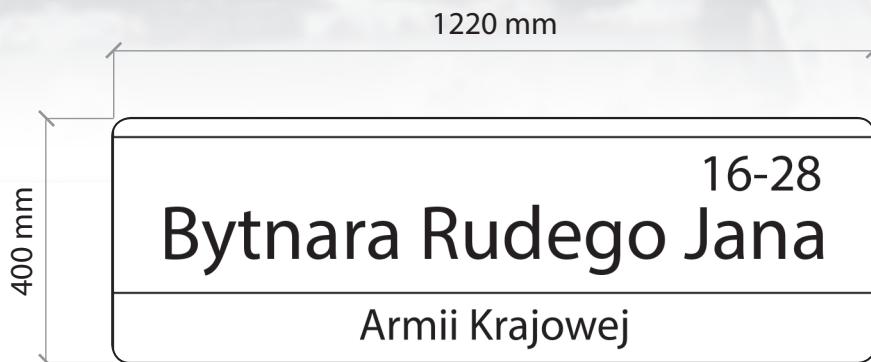 1220 mm
400 mm
16-28
Bytnara Rudego Jana
Armii Krajowej